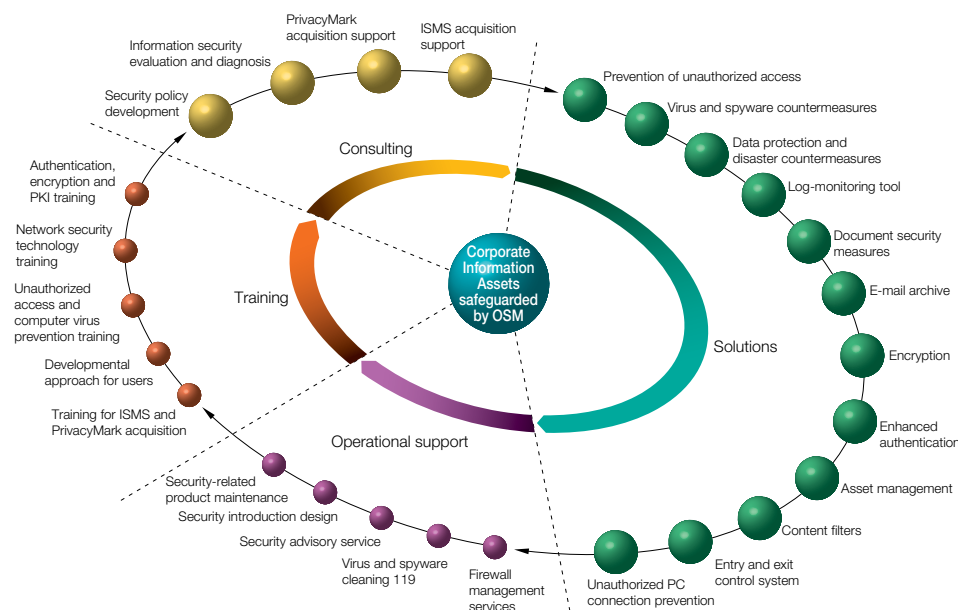 PrivacyMark
acquisition support
ISMS acquisition
support
Information security
evaluation and diagnosis
Security policy
development
Prevention of unauthorized access
Virus and spyware countermeasures
Data protection and
disaster countermeasures
Log-monitoring tool
Document security
measures
E-mail archive
Encryption
Enhanced
authentication
Asset management
Content filters
Entry and exit
control system
Unauthorized PC
connection prevention
Firewall
management
services
Virus and spyware
cleaning 119
Security advisory service
Security introduction design
Security-related
product maintenance
Training for ISMS and
PrivacyMark acquisition
Developmental
approach for users
Unauthorized
access and
computer virus
prevention training
Network security
technology
training
Authentication,
encryption and
PKI training
Consulting
Solutions
Operational support
Training
Corporate
Information
Assets
safeguarded
by OSM